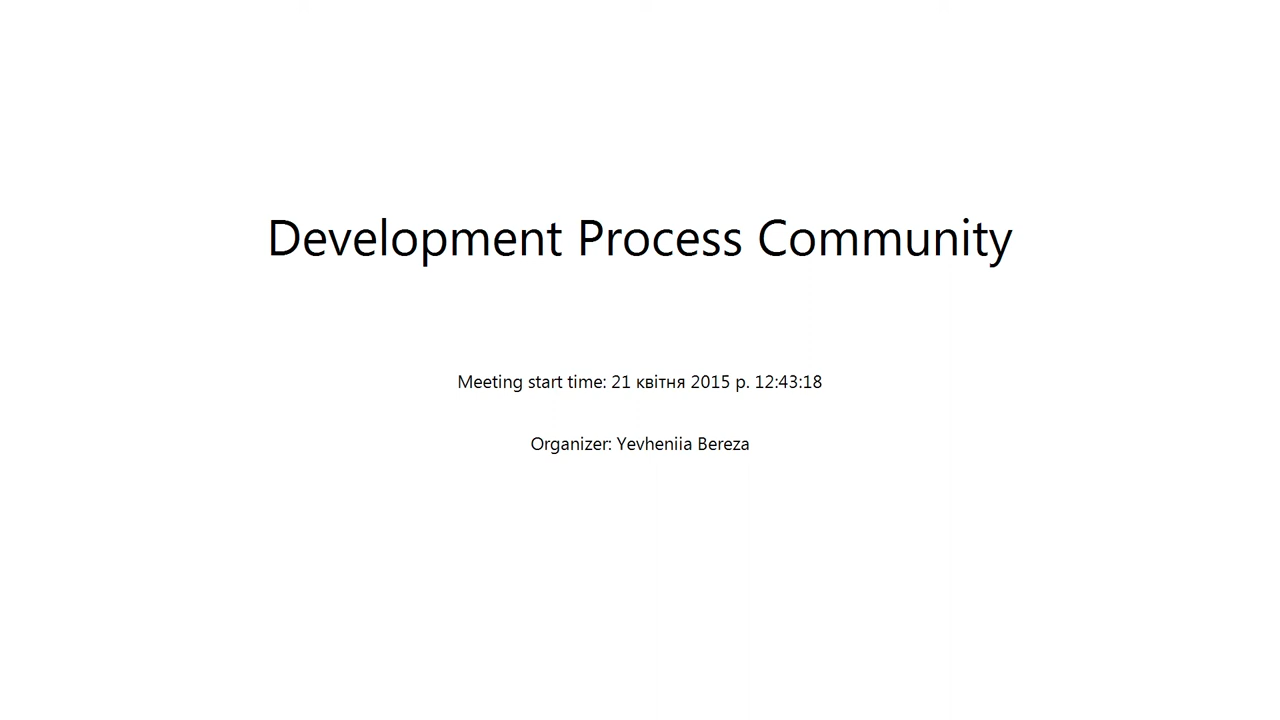 Development Process Community
Meeting start time: 21 квітня 2015 р. 12:43:18
Organizer: Yevheniia Bereza